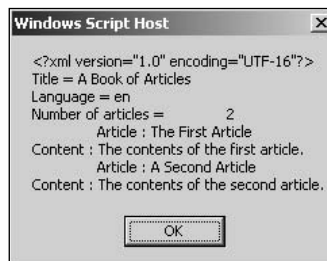 Windows Script Host
<?xml version="1.0" encoding="UTF-16"?>
Title = A Book of Articles
Language = en
Number of articles = 2
Article : The First Article
Content : The contents of the first article.
Article : A Second Article
Content : The contents of the second article.
OK